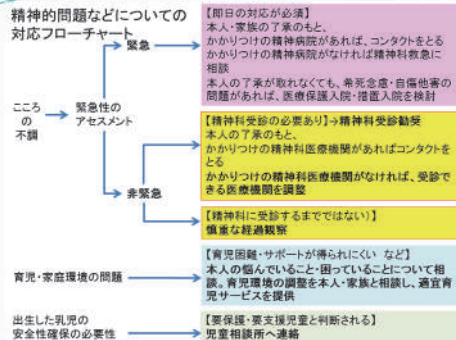 精神的問題などについての
対応フローチャート
こころ
の
不調
緊急性の
アセスメント
緊急
【即日の対応が必須】
本人・家族の了承のもと、
かかりつけの精神病院があれば、コンタクトをとる
かかりつけの精神病院がなければ精神科救急に
相談
本人の了承が取れなくても、希死念慮・自傷他害の
問題があれば、医療保護入院・措置入院を検討
非緊急
【精神科受診の必要あり】→精神科受診勧奨
本人の了承のもと、
かかりつけの精神科医療機関があればコンタクトを
とる
かかりつけの精神科医療機関がなければ、受診で
きる医療機関を調整
【精神科に受診するまでではない)】
慎重な経過観察
育児・家庭環境の問題
【育児困難・サポートが得られにくい など】
本人の悩んでいること・困っていることについて相
談。育児環境の調整を本人・家族と相談し、適宜育
児サービスを提供
出生した乳児の
安全性確保の必要性
【要保護・要支援児童と判断される】
児童相談所へ連絡